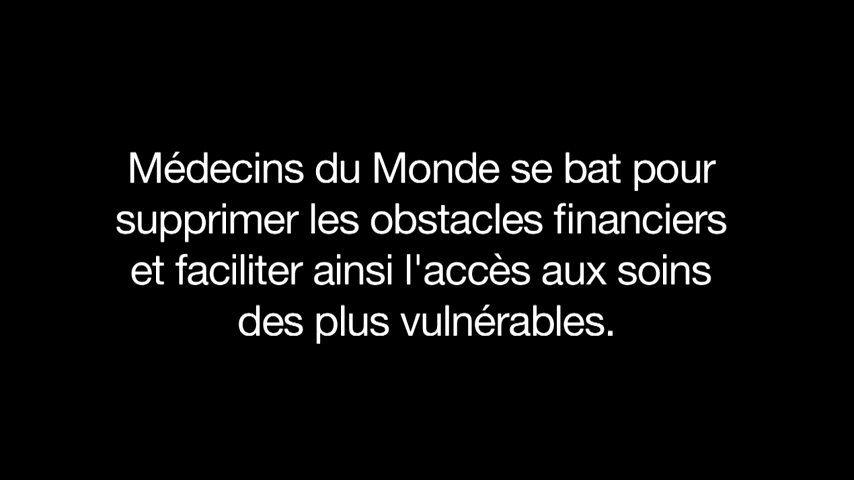 Médecins du Monde se bat pour
supprimer les obstacles financiers
et faciliter ainsi l'accès aux soins
des plus vulnérables.